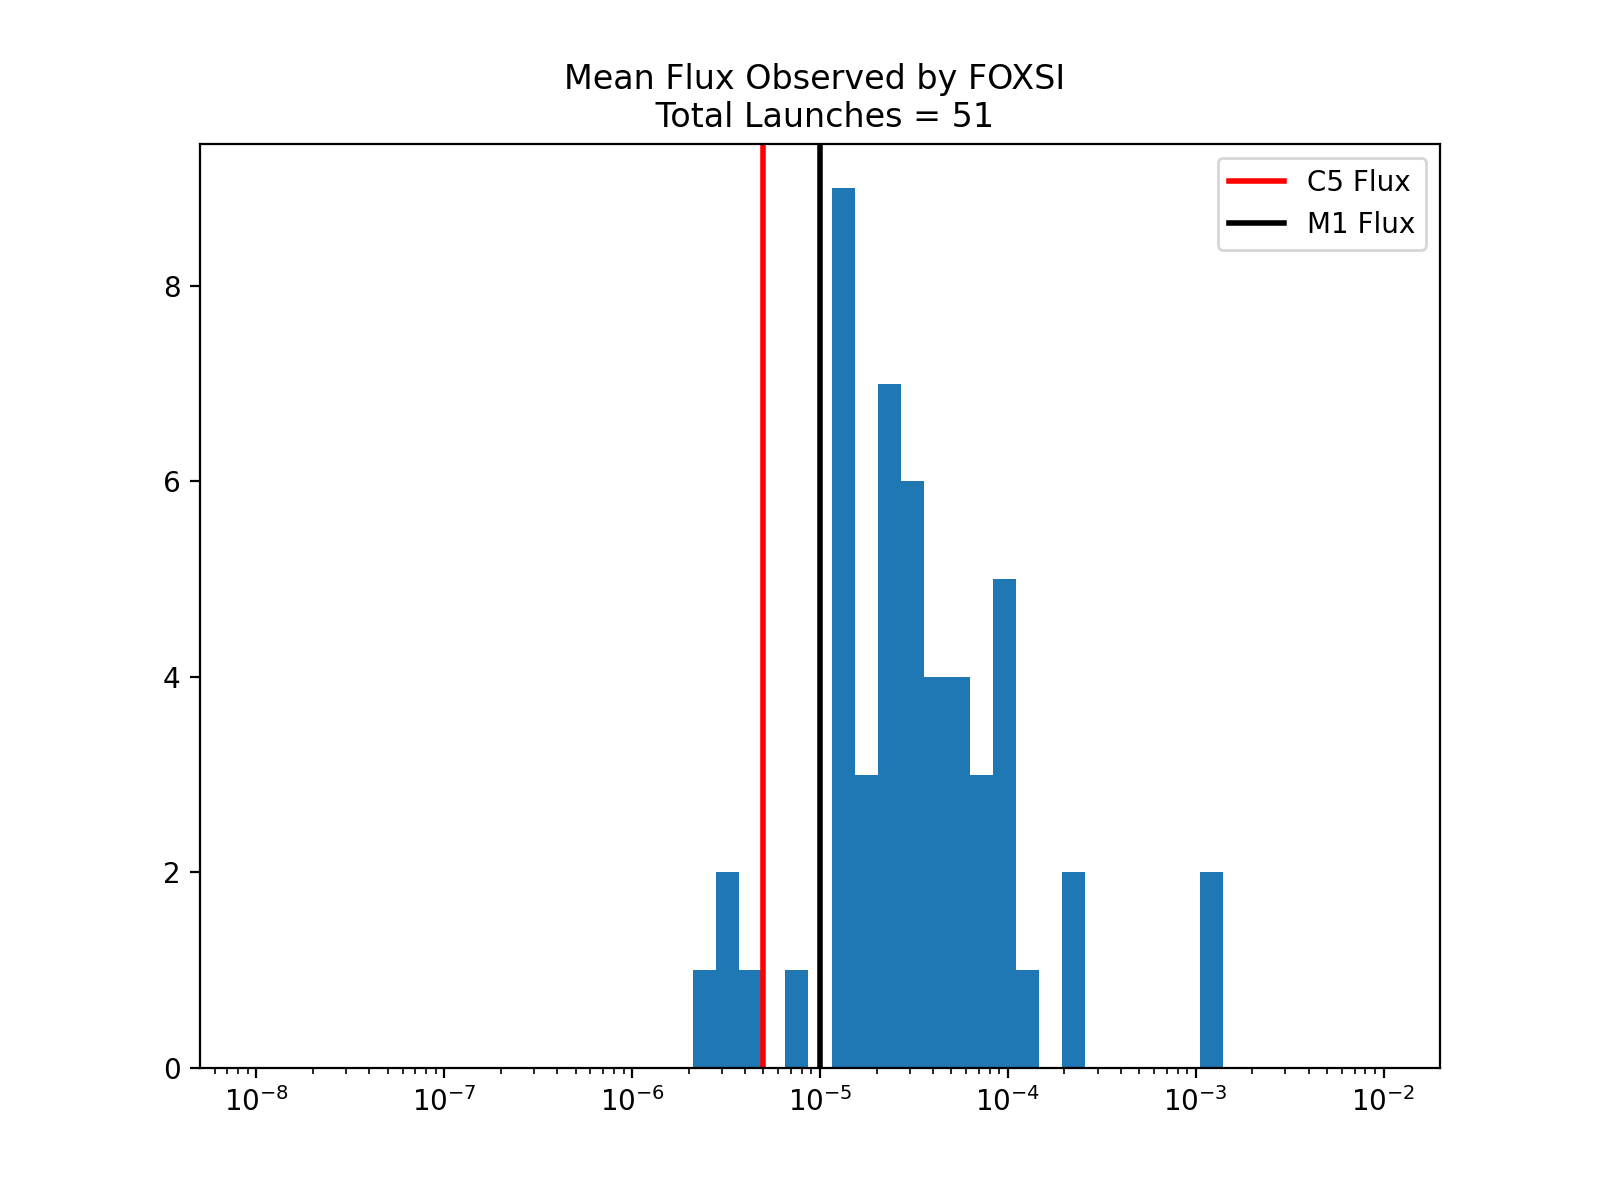 Mean Flux Observed by FOXSI
Total Launches = 51
C5 Flux
M1 Flux
8
6
4
2
0
10⁻⁸ 10⁻⁷ 10⁻⁶ 10⁻⁵ 10⁻⁴ 10⁻³ 10⁻²